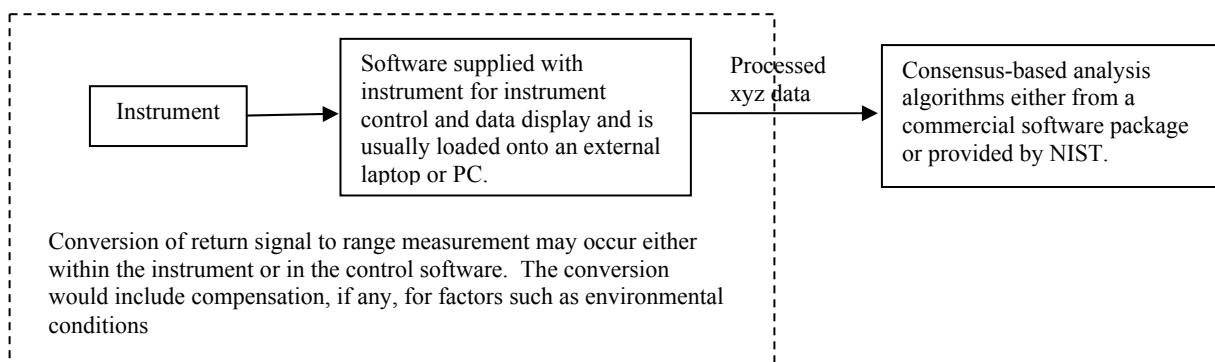 Instrument
Software supplied with
instrument for instrument
control and data display and is
usually loaded onto an external
laptop or PC.
Processed
xyz data
Consensus-based analysis
algorithms either from a
commercial software package
or provided by NIST.
Conversion of return signal to range measurement may occur either
within the instrument or in the control software.  The conversion
would include compensation, if any, for factors such as environmental
conditions